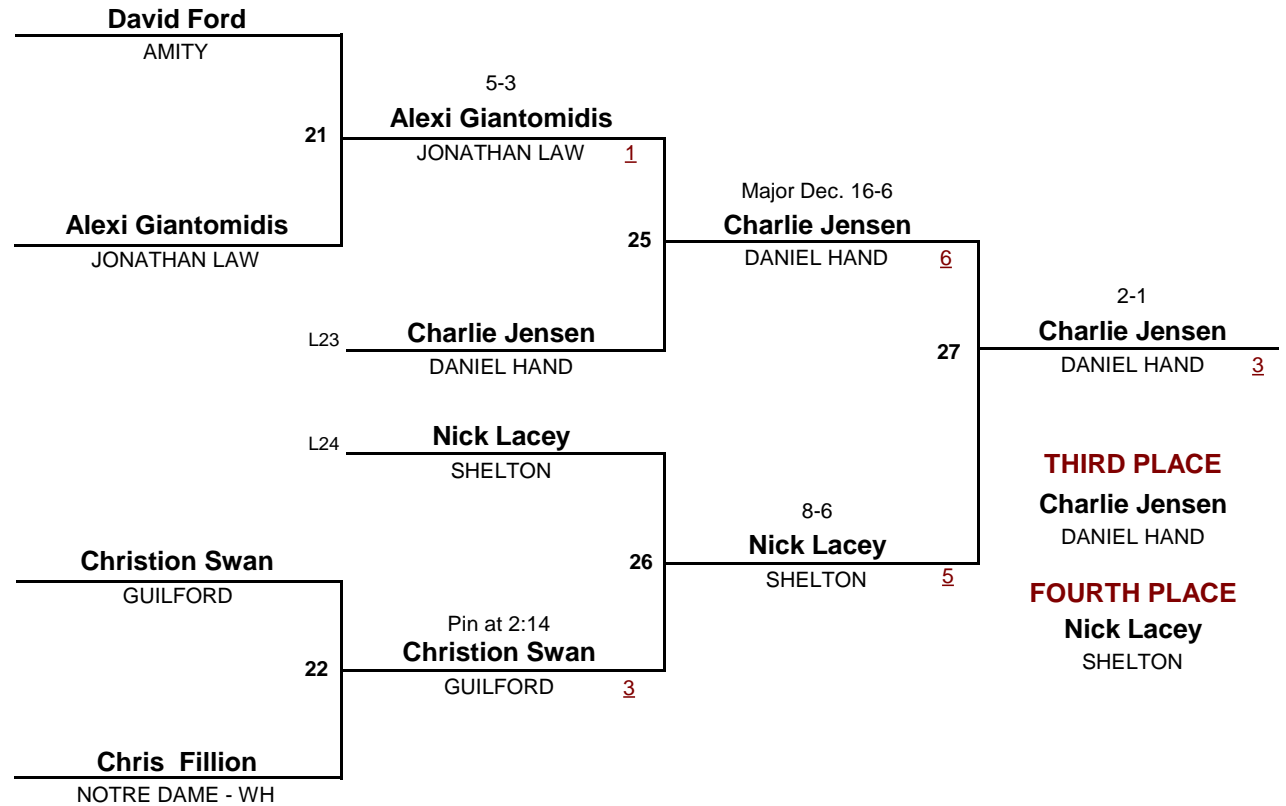 David Ford
AMITY
5-3
Alexi Giantomidis
21
JONATHAN LAW 1
Major Dec. 16-6
Alexi Giantomidis
Charlie Jensen
25
JONATHAN LAW
DANIEL HAND 6
2-1
L23
Charlie Jensen
Charlie Jensen
27
DANIEL HAND
DANIEL HAND 3
L24
Nick Lacey
SHELTON
THIRD PLACE
Charlie Jensen
8-6
DANIEL HAND
Nick Lacey
Christion Swan
26
SHELTON 5
GUILFORD
FOURTH PLACE
Pin at 2:14
Nick Lacey
Christion Swan
SHELTON
22
GUILFORD 3
Chris Fillion
NOTRE DAME - WH